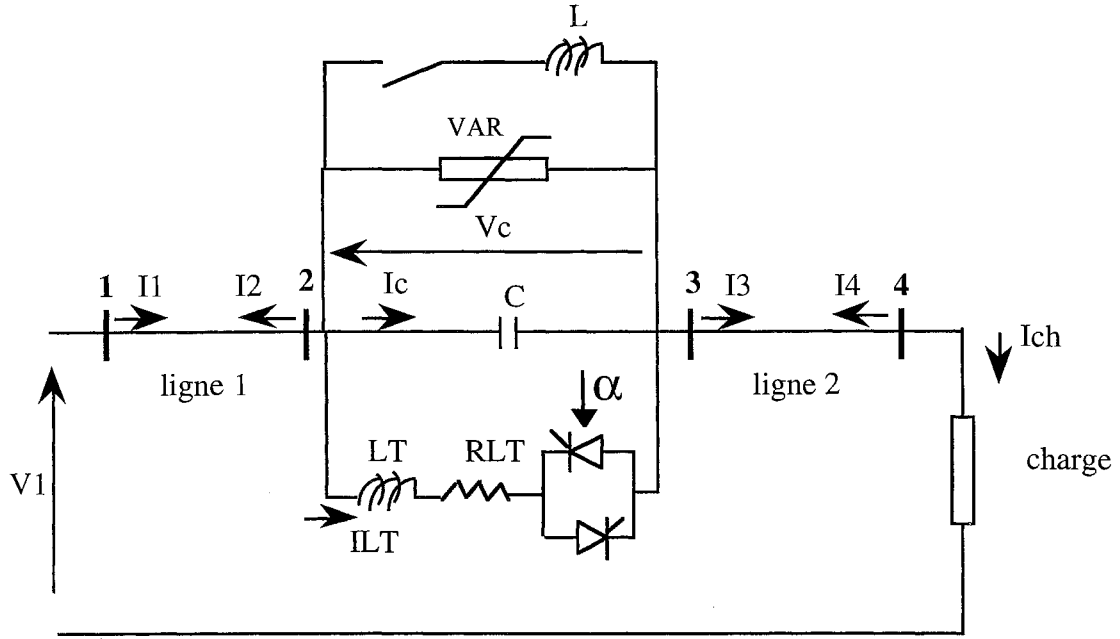 L
VAR
Vc
1 I1 I2 2 Ic C 3 I3 I4 4
Ich
ligne 1
ligne 2
α
LT RLT
charge
V1
ILT